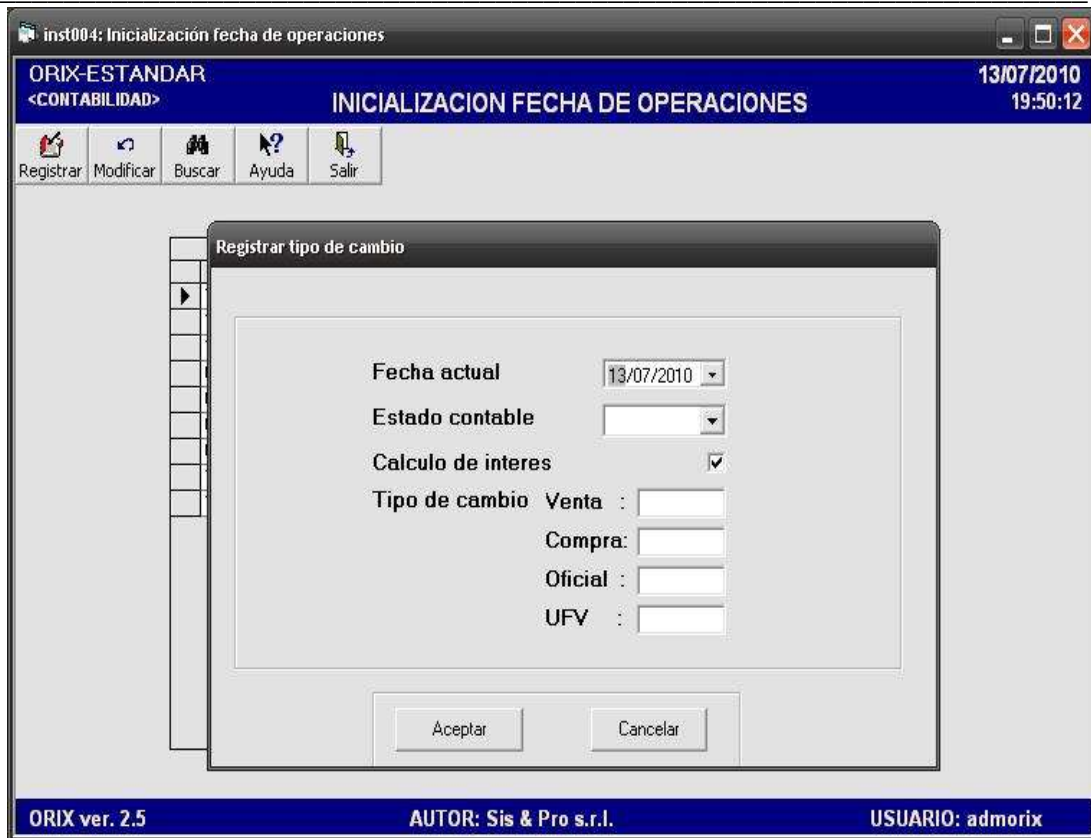 inst004: Inicialización fecha de operaciones
ORIX-ESTANDAR
13/07/2010
<CONTABILIDAD>
INICIALIZACION FECHA DE OPERACIONES
19:50:12
Registrar Modificar Buscar Ayuda Salir
Registrar tipo de cambio
Fecha actual 13/07/2010
Estado contable
Calculo de interes
Tipo de cambio Venta :
Compra:
Oficial :
UFV :
Aceptar Cancelar
ORIX ver. 2.5 AUTOR: Sis & Pro s.r.l. USUARIO: admorix